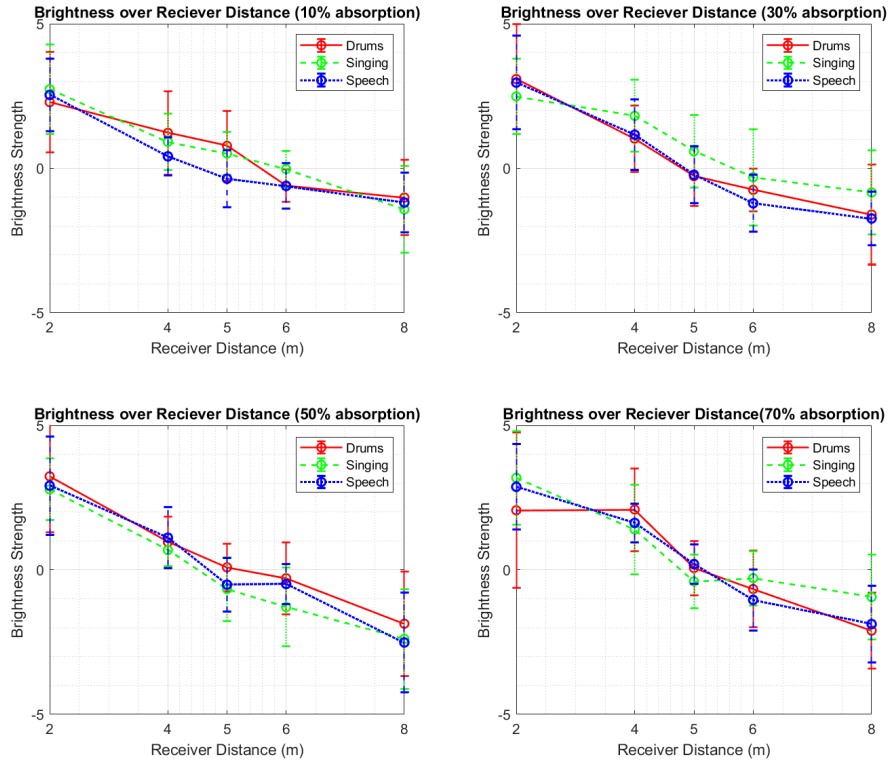 Brightness over Reciever Distance (10% absorption)
Brightness Strength
5
0
-5
2
4
5
6
8
Receiver Distance (m)
Drums
Singing
Speech
Brightness over Reciever Distance (30% absorption)
Brightness Strength
5
0
-5
2
4
5
6
8
Receiver Distance (m)
Drums
Singing
Speech
Brightness over Reciever Distance (50% absorption)
Brightness Strength
5
0
-5
2
4
5
6
8
Receiver Distance (m)
Drums
Singing
Speech
Brightness over Reciever Distance(70% absorption)
Brightness Strength
5
0
-5
2
4
5
6
8
Receiver Distance (m)
Drums
Singing
Speech